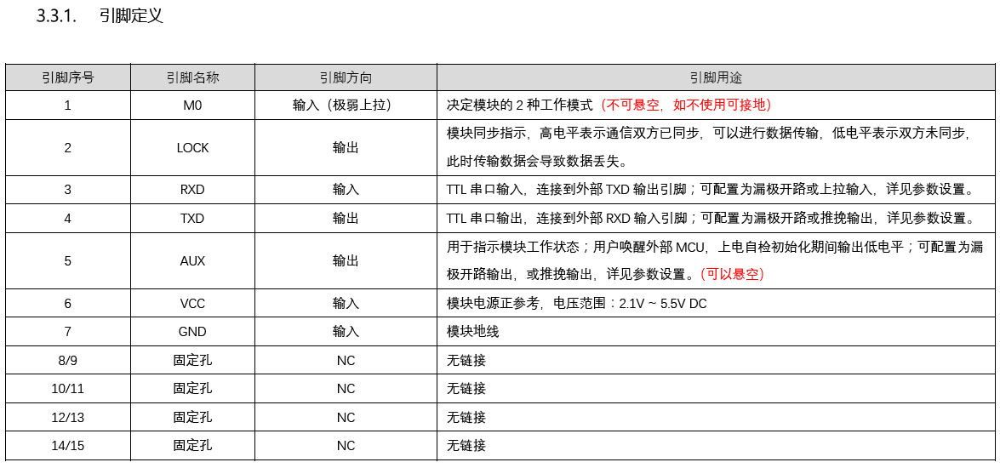 3.3.1. 引脚定义
引脚序号 引脚名称 引脚方向 引脚用途
1 M0 输入（极弱上拉） 决定模块的 2 种工作模式（不可悬空，如不使用可接地）
2 LOCK 输出 模块同步指示，高电平表示通信双方已同步，可以进行数据传输，低电平表示双方未同步，
此时传输数据会导致数据丢失。
3 RXD 输入 TTL 串口输入，连接到外部 TXD 输出引脚；可配置为漏极开路或上拉输入，详见参数设置。
4 TXD 输出 TTL 串口输出，连接到外部 RXD 输入引脚；可配置为漏极开路或推挽输出，详见参数设置。
5 AUX 输出 用于指示模块工作状态；用户唤醒外部 MCU，上电自检初始化期间输出低电平；可配置为漏
极开路输出，或推挽输出，详见参数设置。（可以悬空）
6 VCC 输入 模块电源正参考，电压范围：2.1V ~ 5.5V DC
7 GND 输入 模块地线
8/9 固定孔 NC 无链接
10/11 固定孔 NC 无链接
12/13 固定孔 NC 无链接
14/15 固定孔 NC 无链接